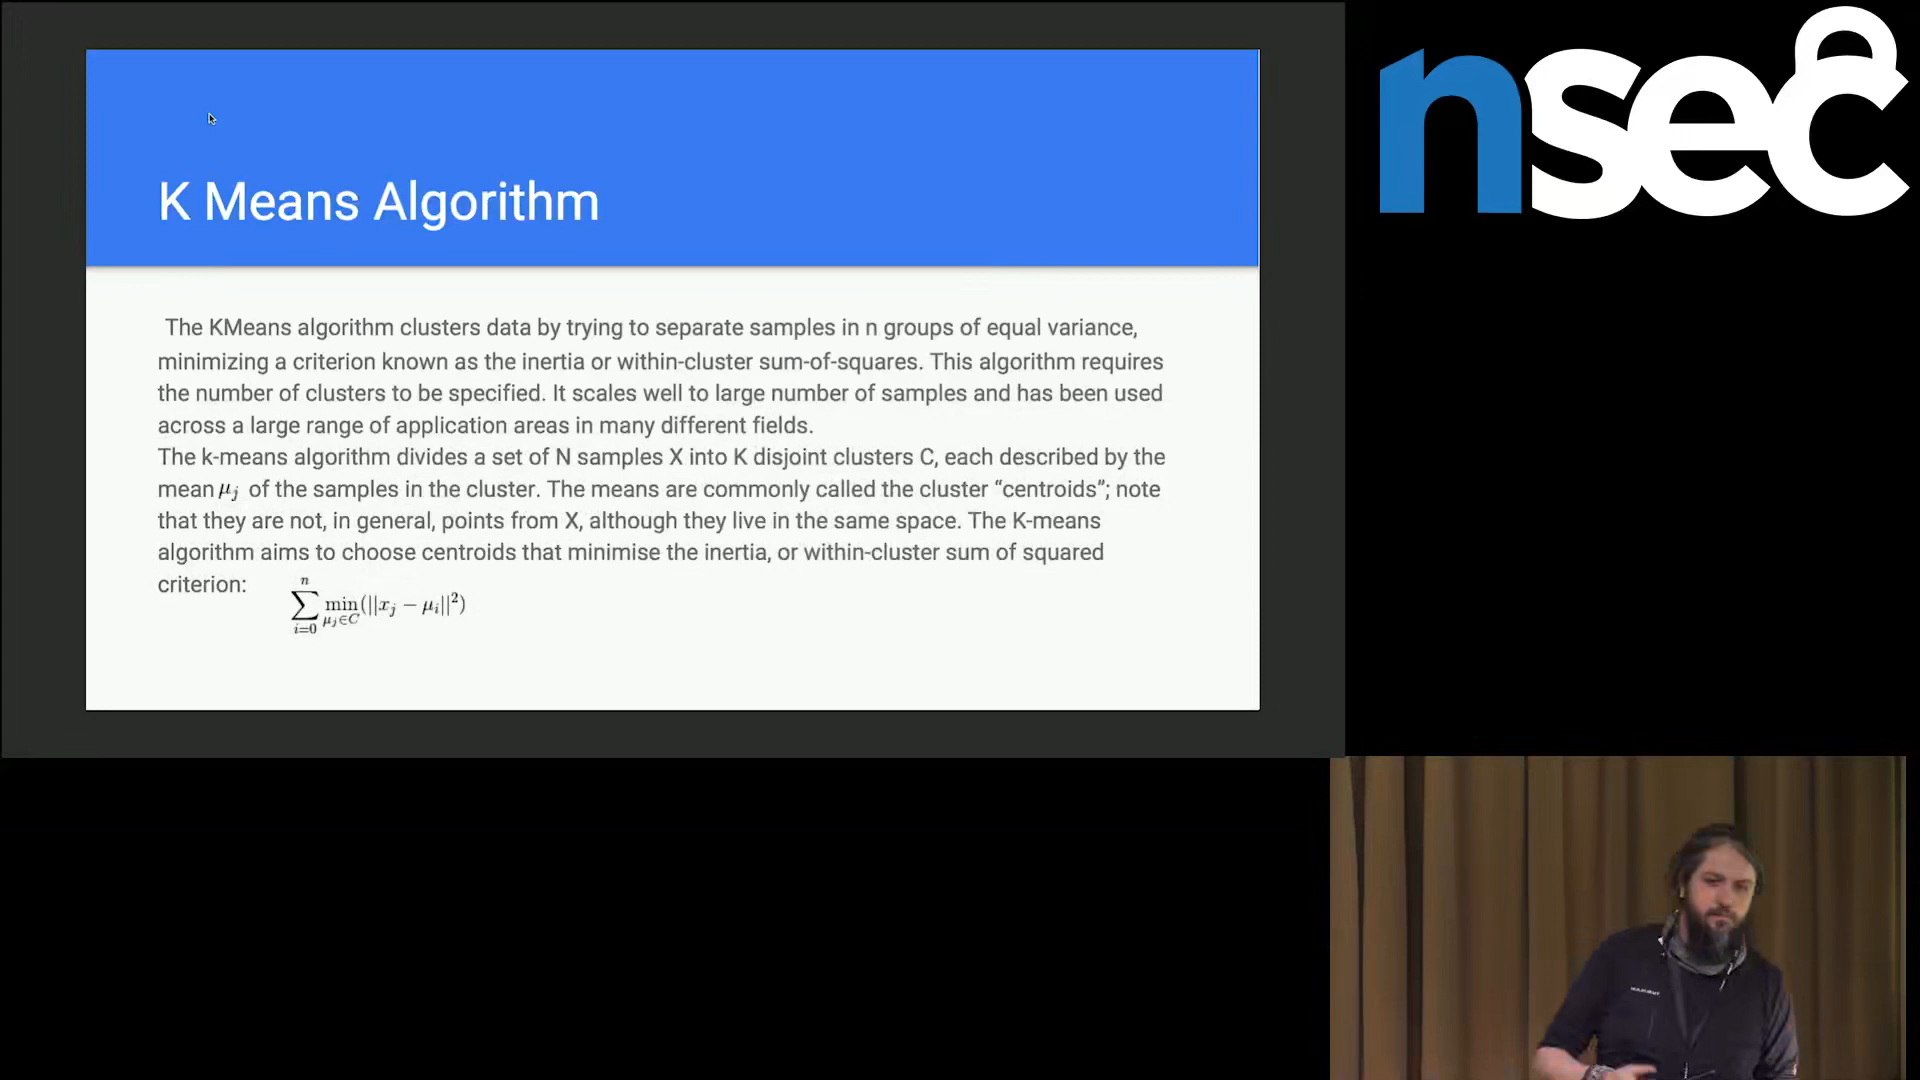 nsec
K Means Algorithm
The KMeans algorithm clusters data by trying to separate samples in n groups of equal variance,
minimizing a criterion known as the inertia or within-cluster sum-of-squares. This algorithm requires
the number of clusters to be specified. It scales well to large number of samples and has been used
across a large range of application areas in many different fields.
The k-means algorithm divides a set of N samples X into K disjoint clusters C, each described by the
mean μj of the samples in the cluster. The means are commonly called the cluster “centroids”; note
that they are not, in general, points from X, although they live in the same space. The K-means
algorithm aims to choose centroids that minimise the inertia, or within-cluster sum of squared
criterion:
∑_{i=0}^{n} min_{μj∈C} (||xj − μi||²)
MAMMUT